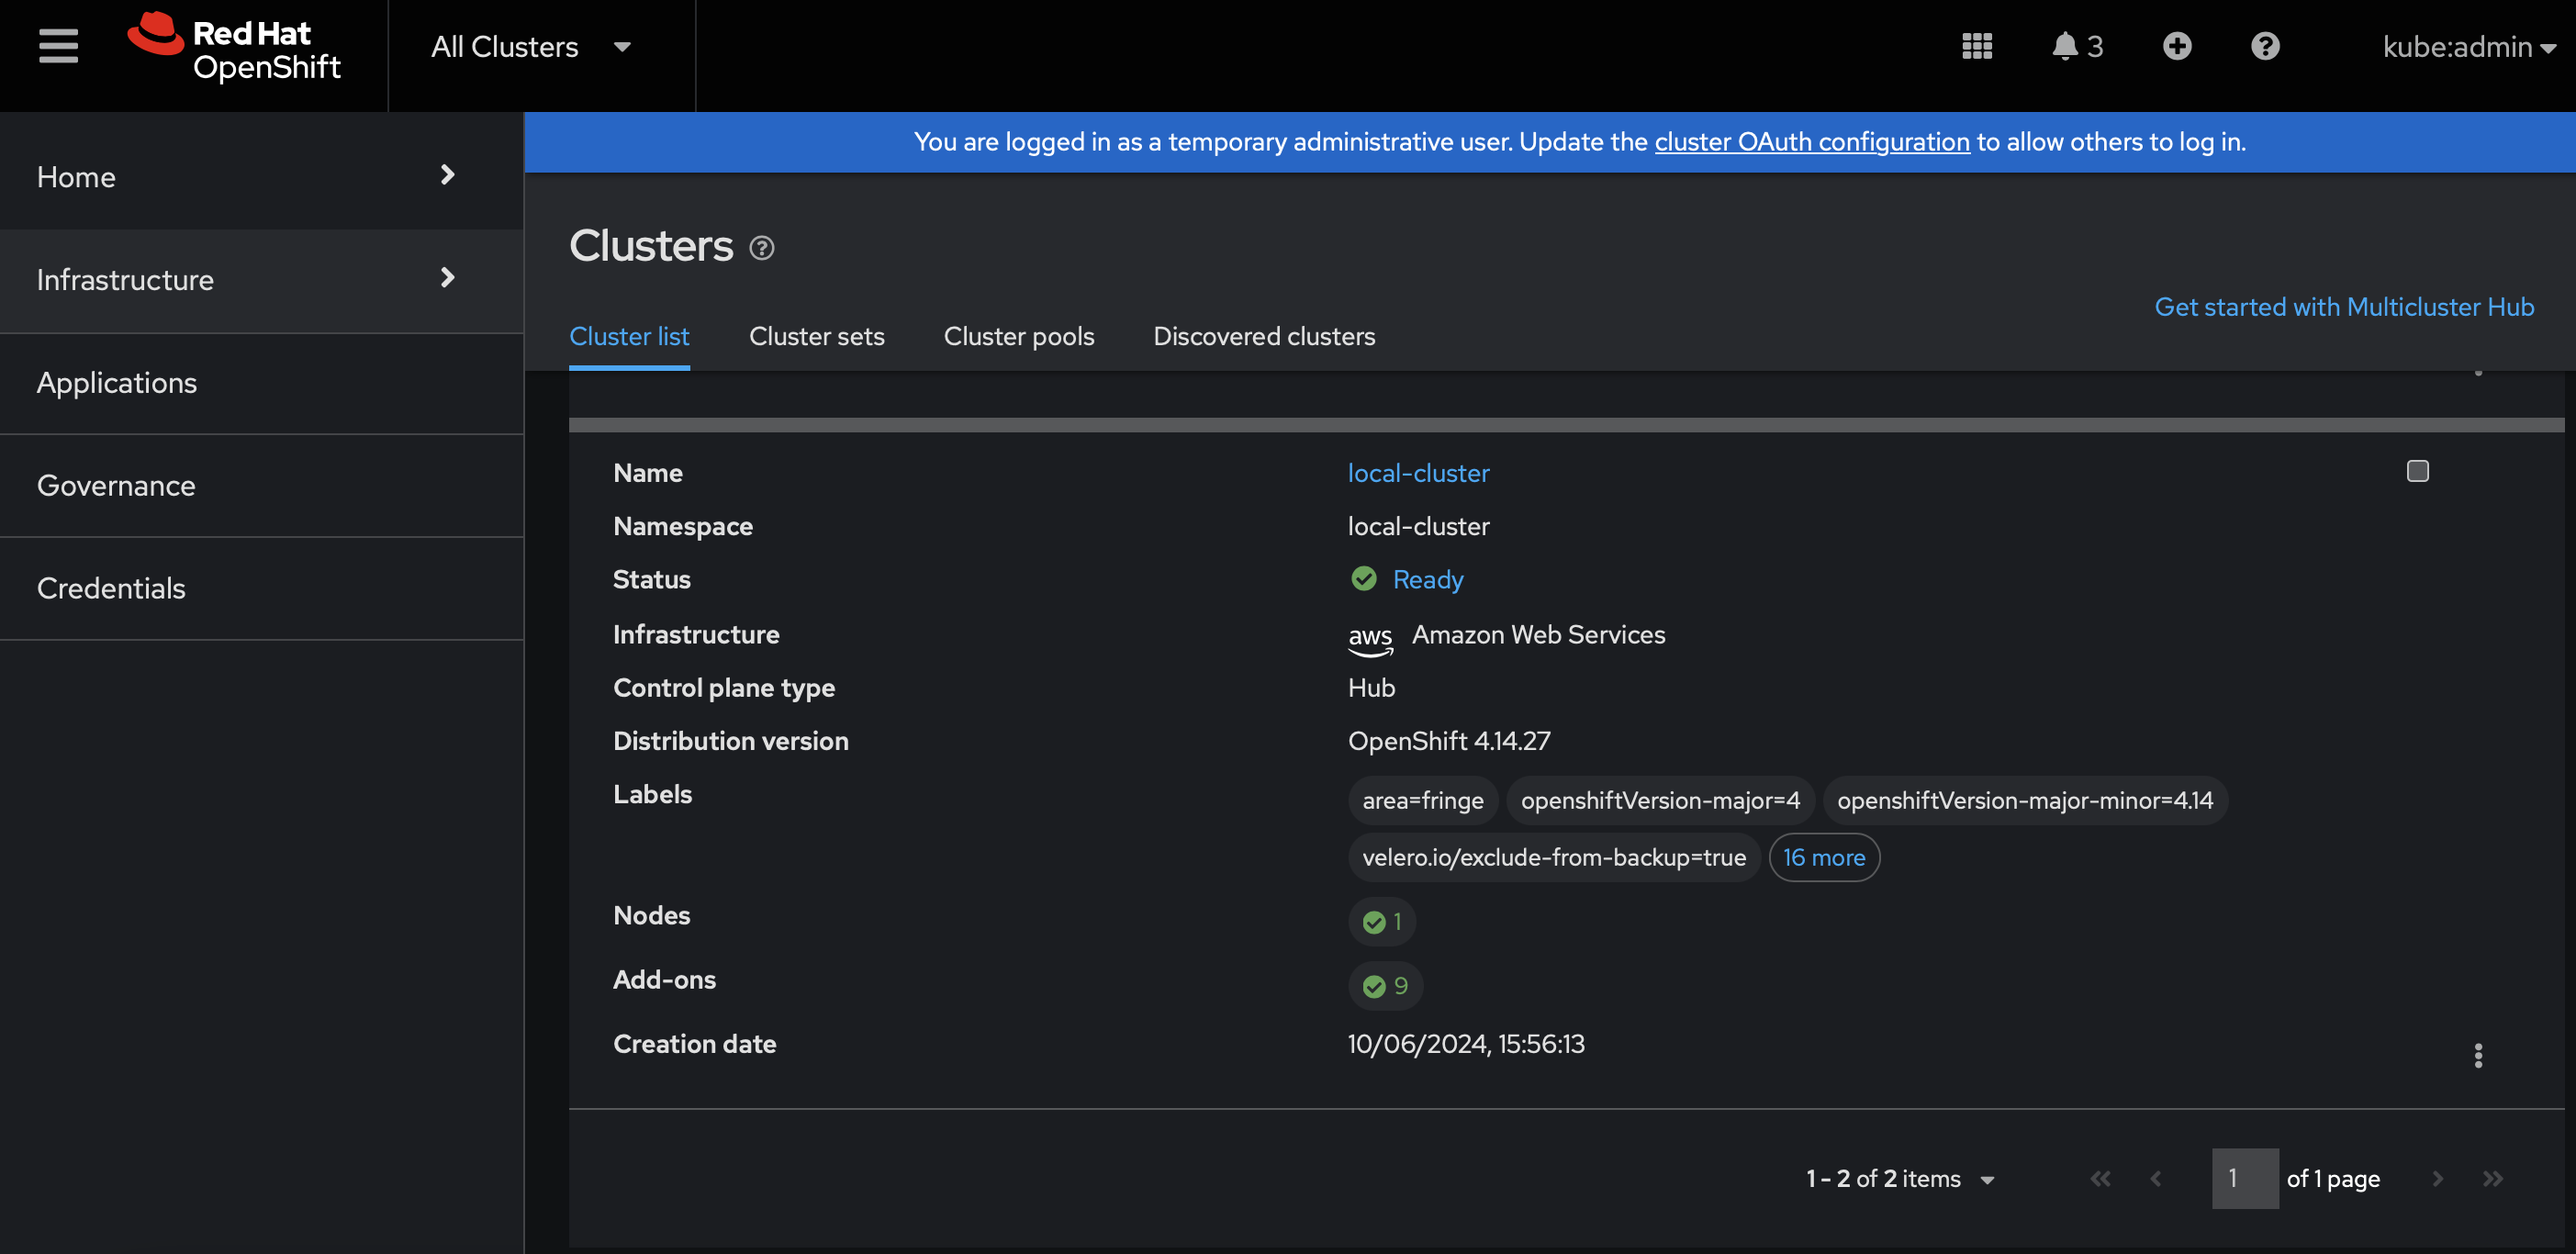 Red Hat
OpenShift
All Clusters
3
kube:admin
You are logged in as a temporary administrative user. Update the cluster OAuth configuration to allow others to log in.
Home
Infrastructure
Applications
Governance
Credentials
Clusters
Get started with Multicluster Hub
Cluster list Cluster sets Cluster pools Discovered clusters
Name local-cluster
Namespace local-cluster
Status Ready
Infrastructure aws Amazon Web Services
Control plane type Hub
Distribution version OpenShift 4.14.27
Labels area=fringe openshiftVersion-major=4 openshiftVersion-major-minor=4.14
velero.io/exclude-from-backup=true 16 more
Nodes 1
Add-ons 9
Creation date 10/06/2024, 15:56:13
1 - 2 of 2 items 1 of 1 page